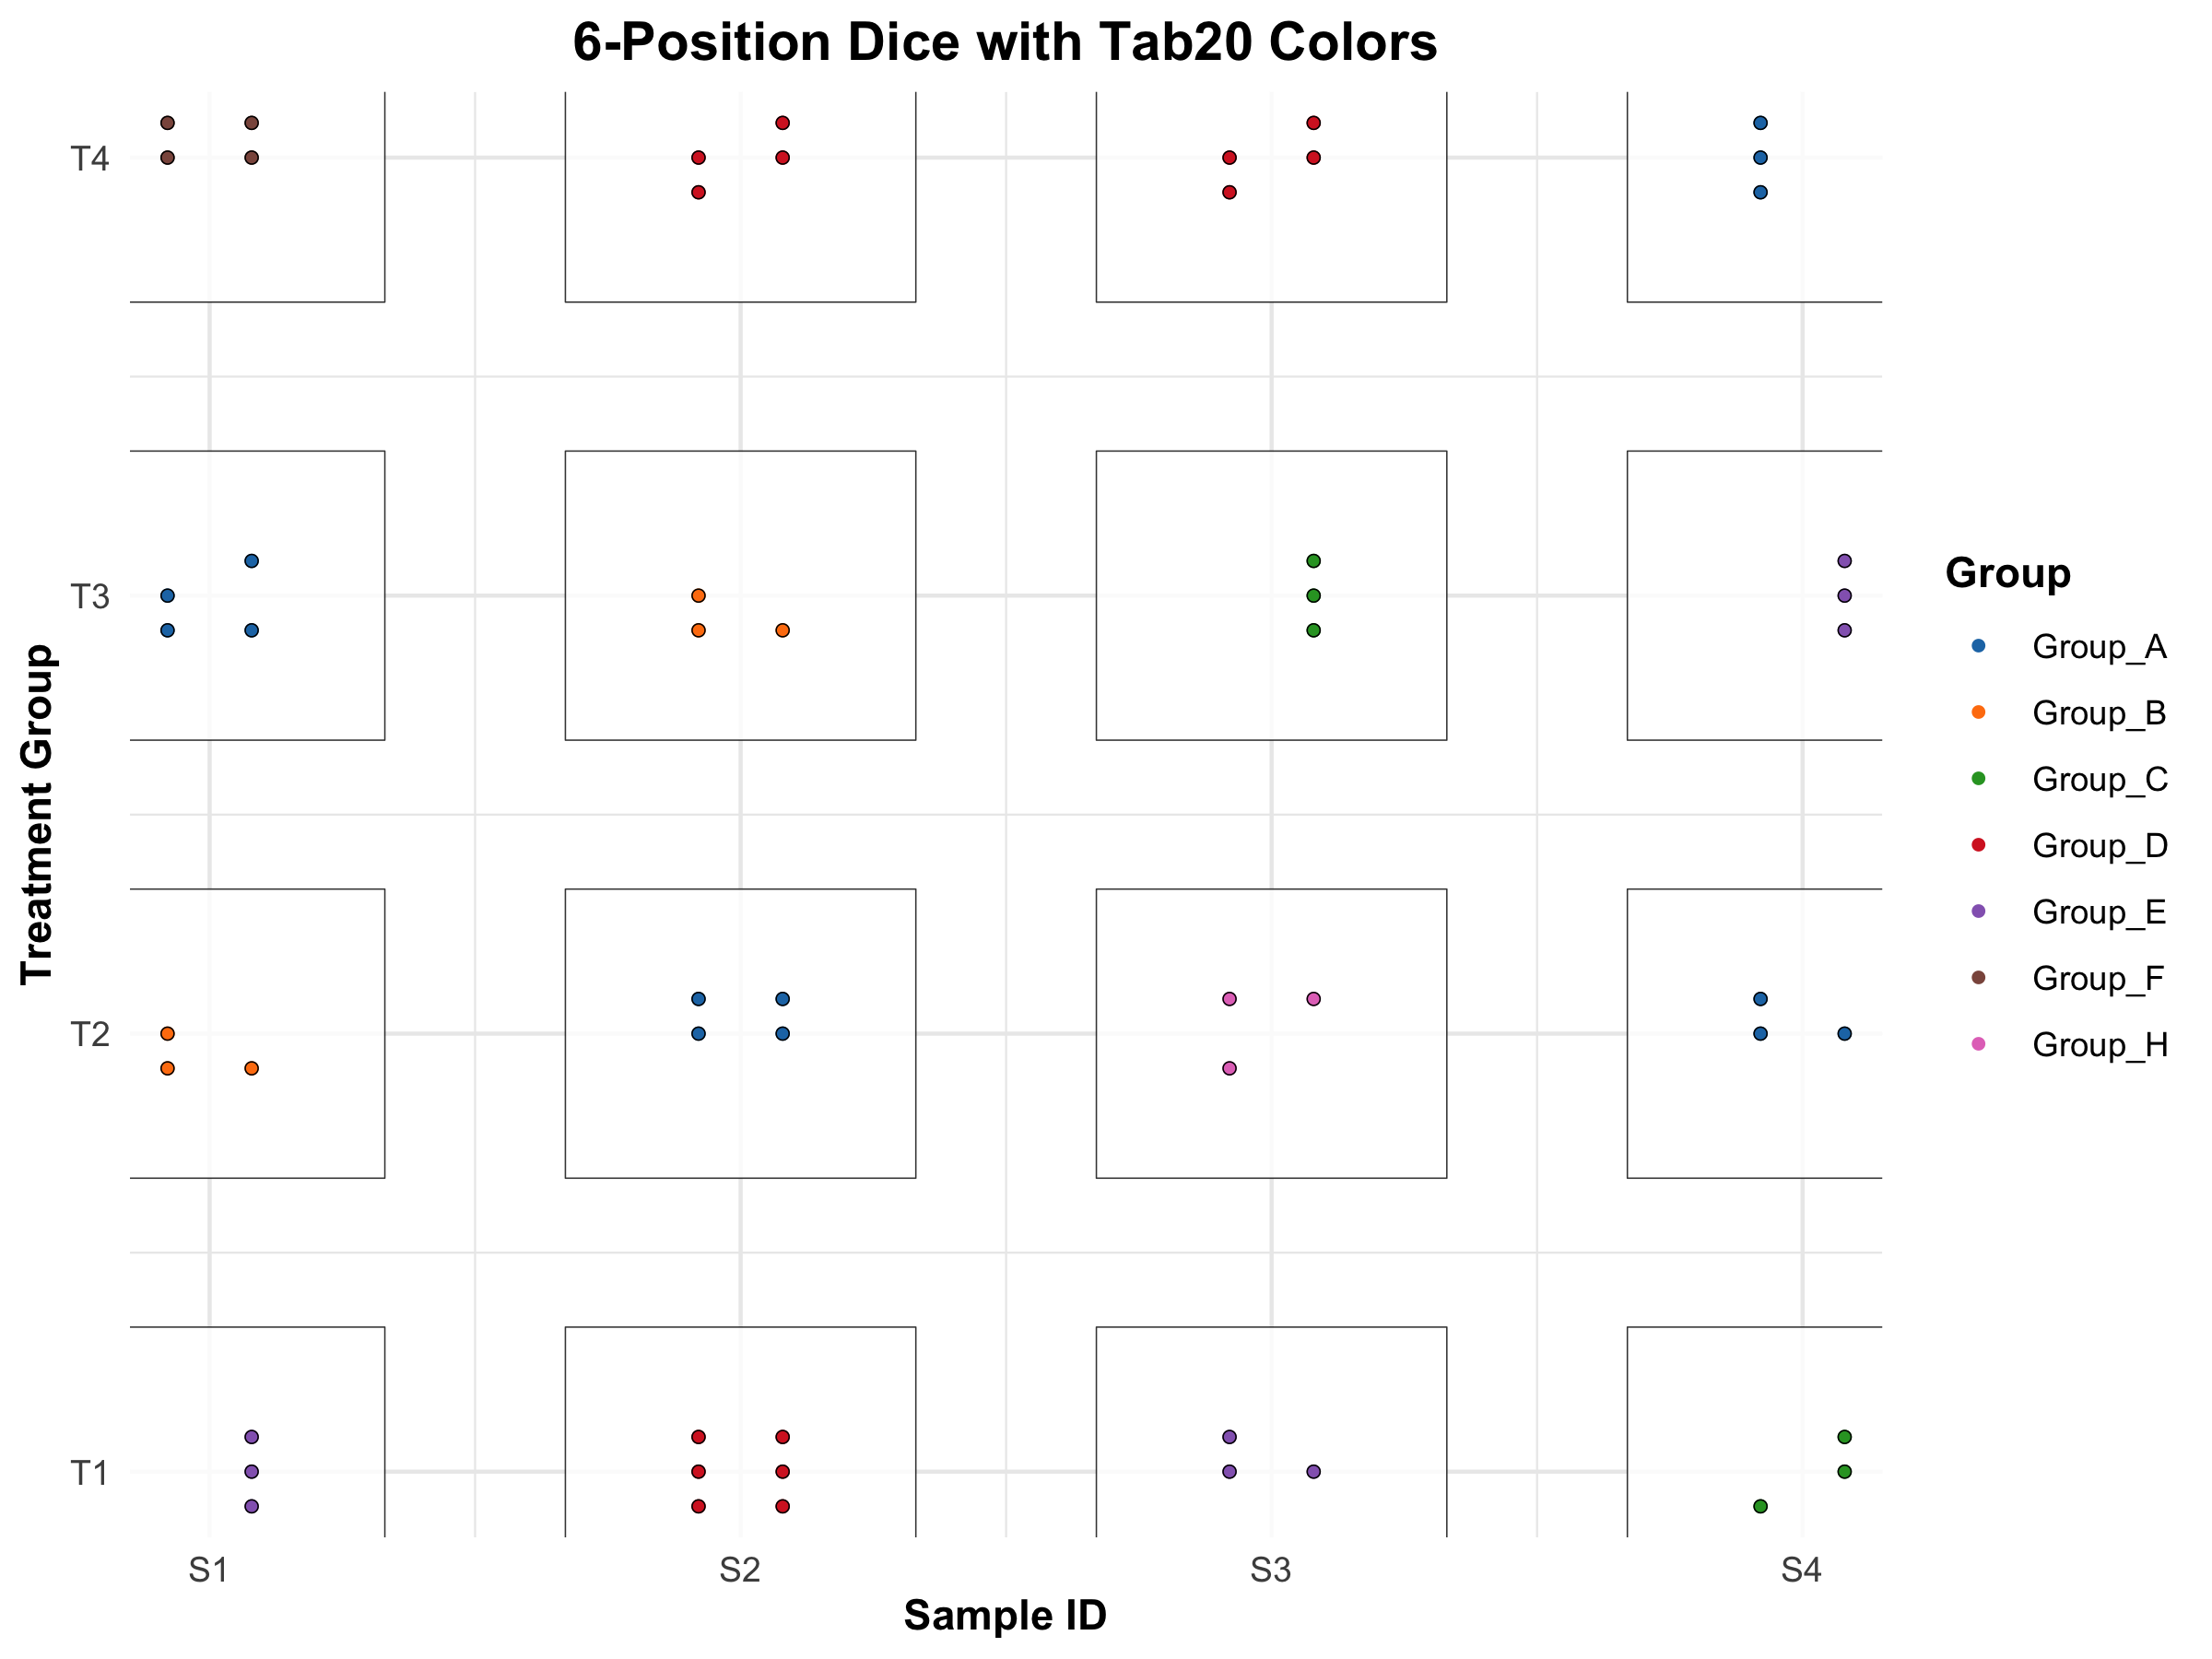 6-Position Dice with Tab20 Colors
Treatment Group
T4
T3
T2
T1
S1
S2
S3
S4
Sample ID
Group
Group_A
Group_B
Group_C
Group_D
Group_E
Group_F
Group_H